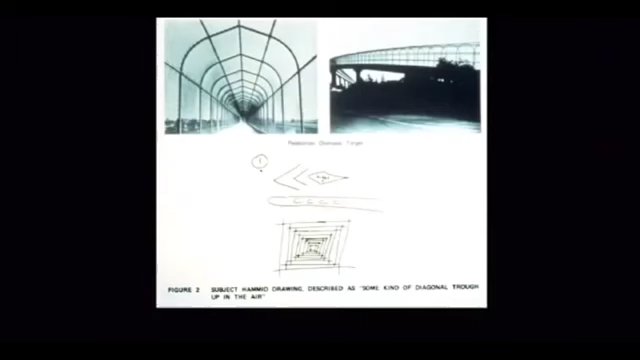 Pedestrian Overpass Target
1
FIGURE 2 SUBJECT HAMMID DRAWING, DESCRIBED AS "SOME KIND OF DIAGONAL TROUGH
UP IN THE AIR"